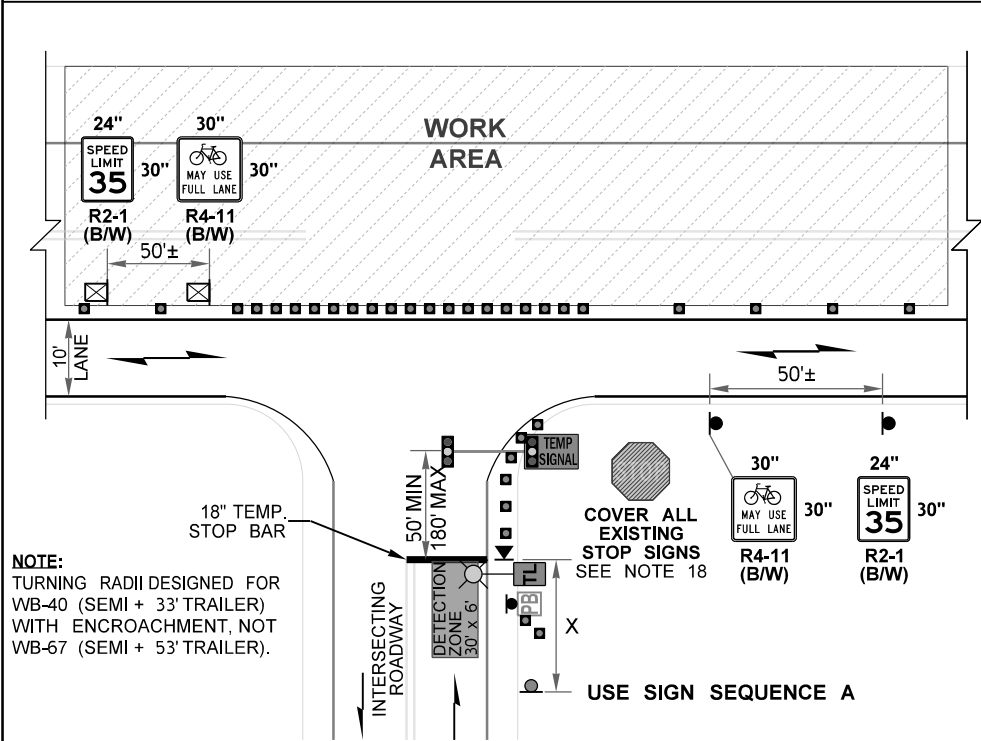 24"
30"
WORK
AREA
SPEED
LIMIT
35
30"
MAY USE
FULL LANE
30"
R2-1
(B/W)
R4-11
(B/W)
50'±
10'
LANE
50'±
TEMP
SIGNAL
STOP
50' MIN
180' MAX
18" TEMP.
STOP BAR
COVER ALL
EXISTING
STOP SIGNS
SEE NOTE 18
30"
24"
MAY USE
FULL LANE
30"
SPEED
LIMIT
35
30"
R4-11
(B/W)
R2-1
(B/W)
NOTE:
TURNING RADII DESIGNED FOR
WB-40 (SEMI + 33' TRAILER)
WITH ENCROACHMENT, NOT
WB-67 (SEMI + 53' TRAILER).
INTERSECTING
ROADWAY
DETECTION
ZONE
30' x 6'
TL
PB
X
USE SIGN SEQUENCE A